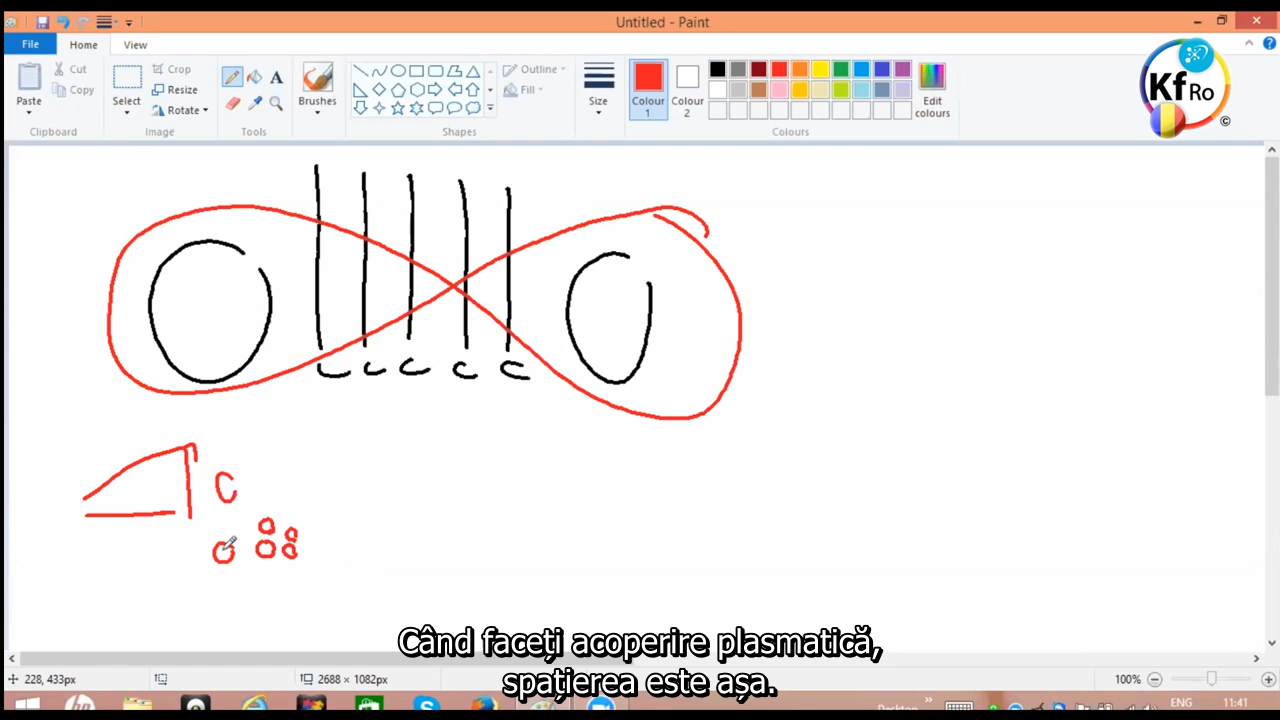 Untitled - Paint
File
Home
View
Paste
Cut
Copy
Clipboard
Select
Crop
Resize
Rotate
Image
A
Tools
Brushes
Shapes
Outline
Fill
Size
Colour 1
Colour 2
Edit colours
Colours
Kf Ro
©
C C C C C
C
Când faceți acoperire plasmatică,
spațierea este așa.
228, 433px
2688 × 1082px
100%
Desktop
ENG
11:41